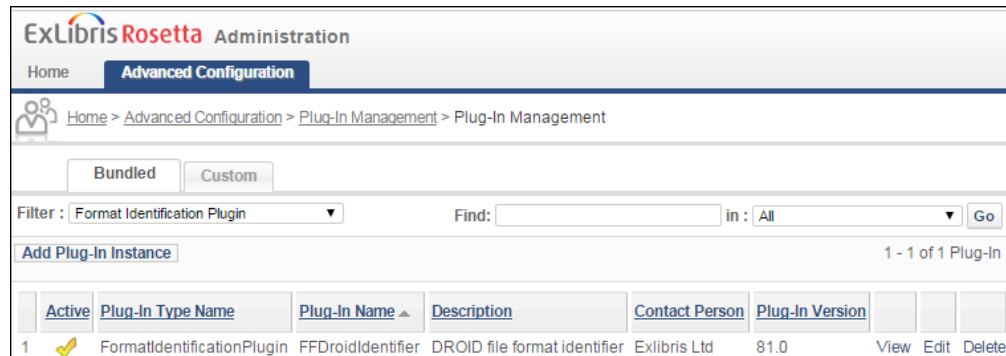 ExLibris Rosetta Administration
Home Advanced Configuration
Home > Advanced Configuration > Plug-In Management > Plug-In Management
Bundled Custom
Filter : Format Identification Plugin Find: in : All Go
Add Plug-In Instance 1 - 1 of 1 Plug-In
Active Plug-In Type Name Plug-In Name Description Contact Person Plug-In Version
1 FormatIdentificationPlugin FFDroidIdentifier DROID file format identifier Exlibris Ltd 81.0 View Edit Delete